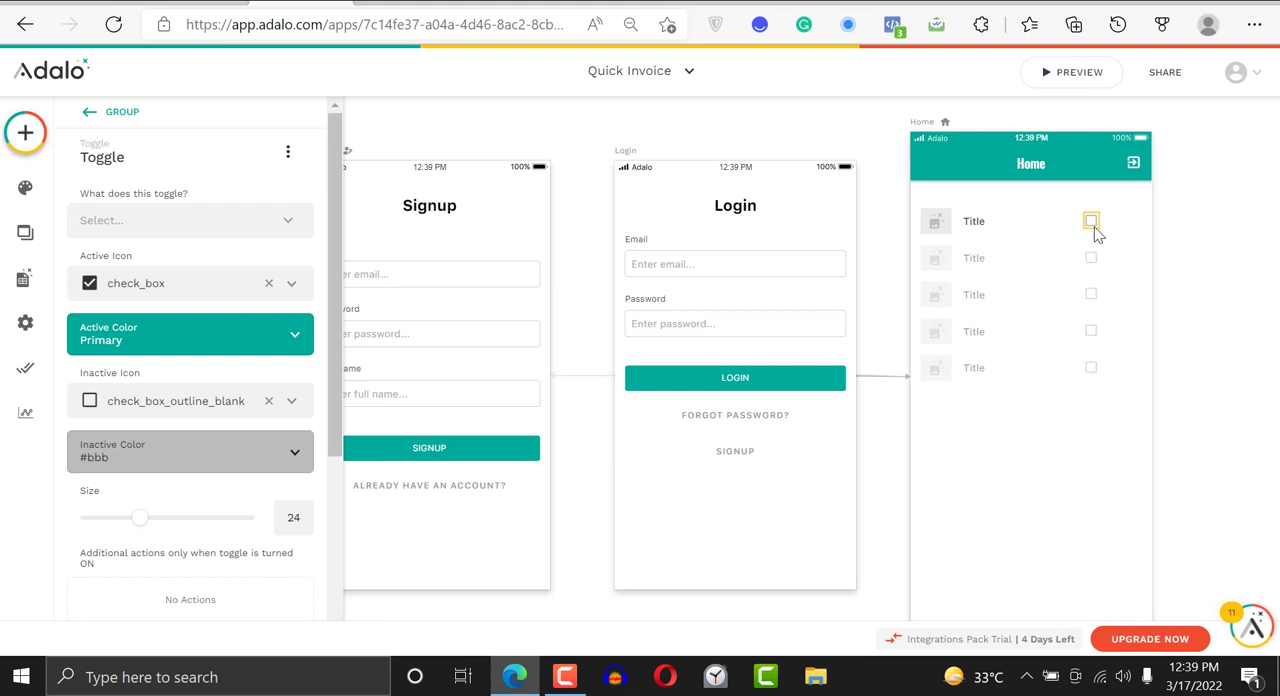 https://app.adalo.com/apps/7c14fe37-a04a-4d46-8ac2-8cb...
3
Adalo
Quick Invoice
PREVIEW
SHARE
GROUP
Toggle
Toggle
What does this toggle?
Select...
Active Icon
check_box
Active Color
Primary
Inactive Icon
check_box_outline_blank
Inactive Color
#bbb
Size
24
Additional actions only when toggle is turned
ON
No Actions
12:39 PM
100%
Signup
er email...
ord
er password...
ame
er full name...
SIGNUP
ALREADY HAVE AN ACCOUNT?
Login
Adalo
12:39 PM
100%
Login
Email
Enter email...
Password
Enter password...
LOGIN
FORGOT PASSWORD?
SIGNUP
Home
Adalo
12:39 PM
100%
Home
Title
Title
Title
Title
Title
11
Integrations Pack Trial | 4 Days Left
UPGRADE NOW
Type here to search
33°C
12:39 PM
3/17/2022
1